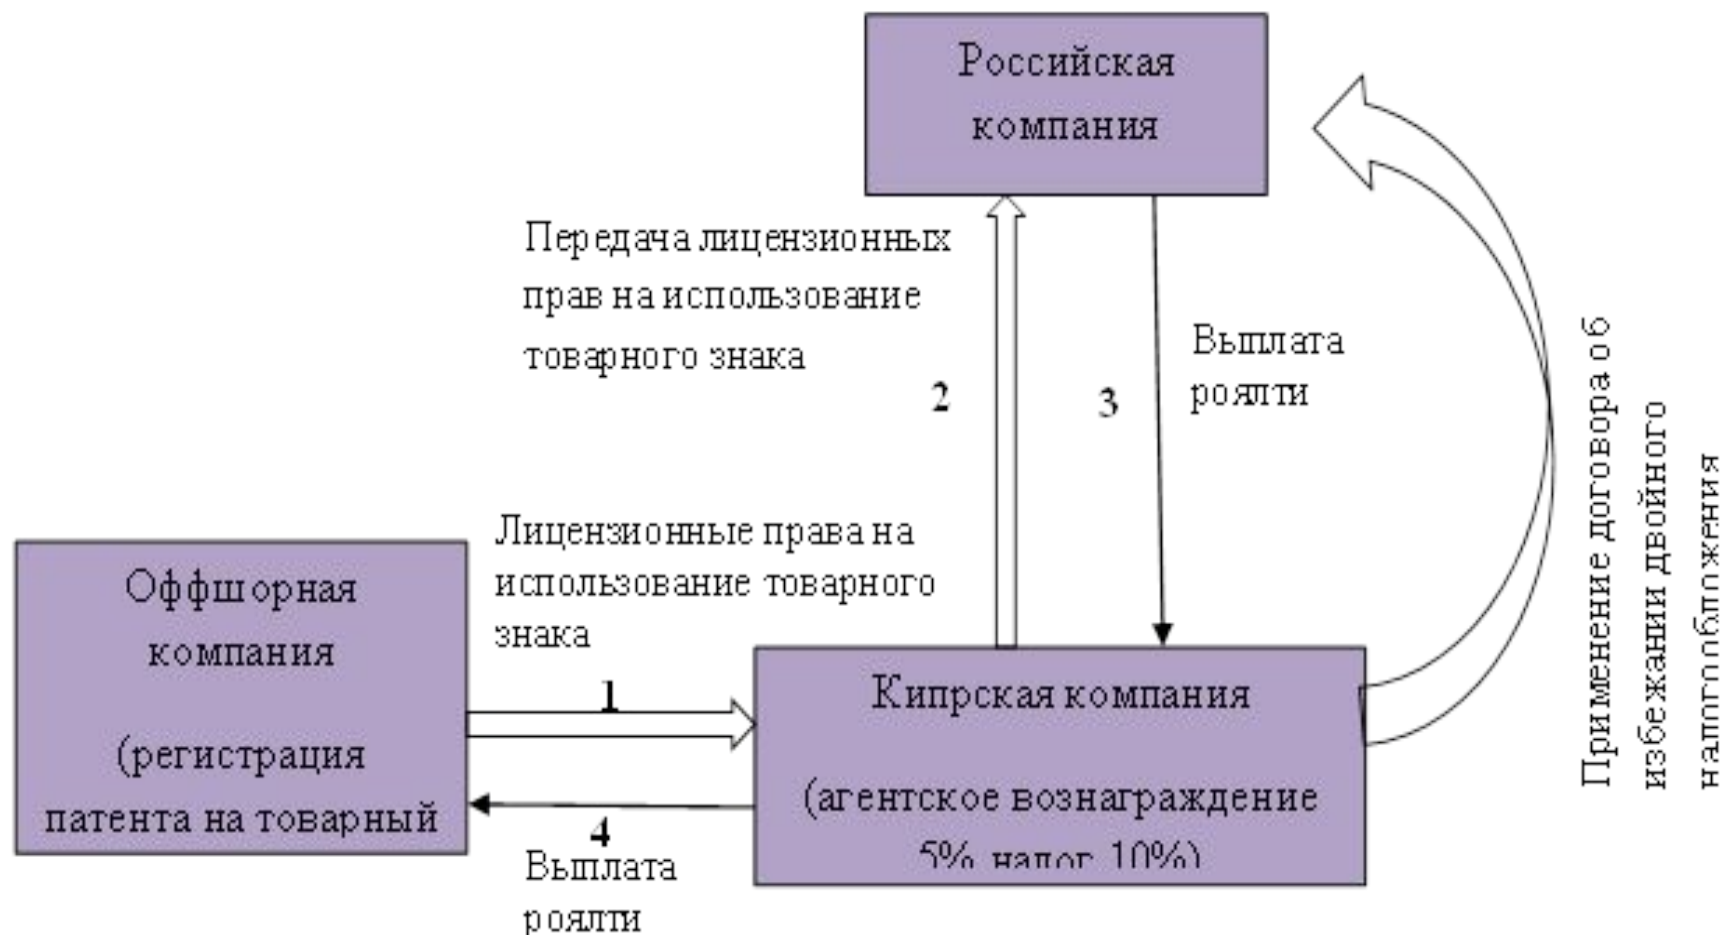 Российская
компания
Передача лицензионных
прав на использование
товарного знака
2
3
Выплата
роялти
Применение договора об
избежании двойного
налогообложения
Лицензионные права на
использование товарного
знака
1
Оффшорная
компания
(регистрация
патента на товарный
Кипрская компания
(агентское вознаграждение
5% налог 10%)
4
Выплата
роялти